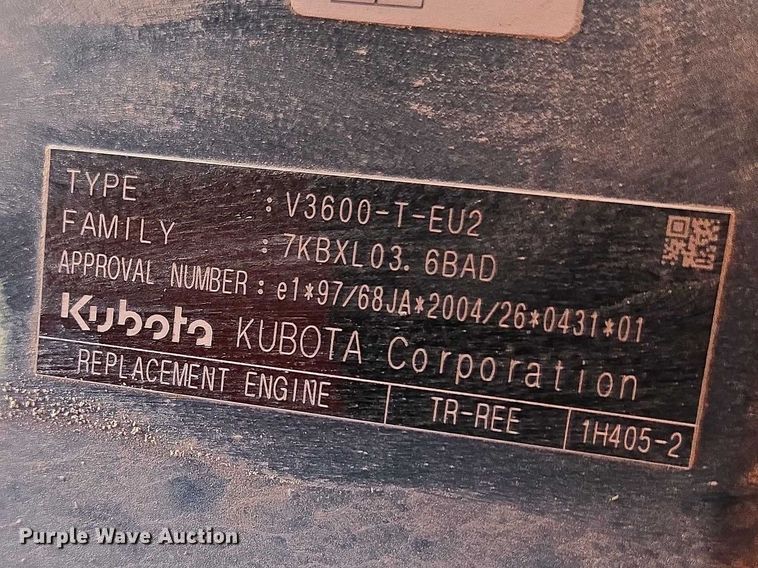 TYPE : V3600-T-EU2
FAMILY : 7KBXL03.6BAD
APPROVAL NUMBER : e1*97/68JA*2004/26*0431*01
Kubota KUBOTA Corporation
REPLACEMENT ENGINE TR-REE 1H405-2
Purple Wave Auction